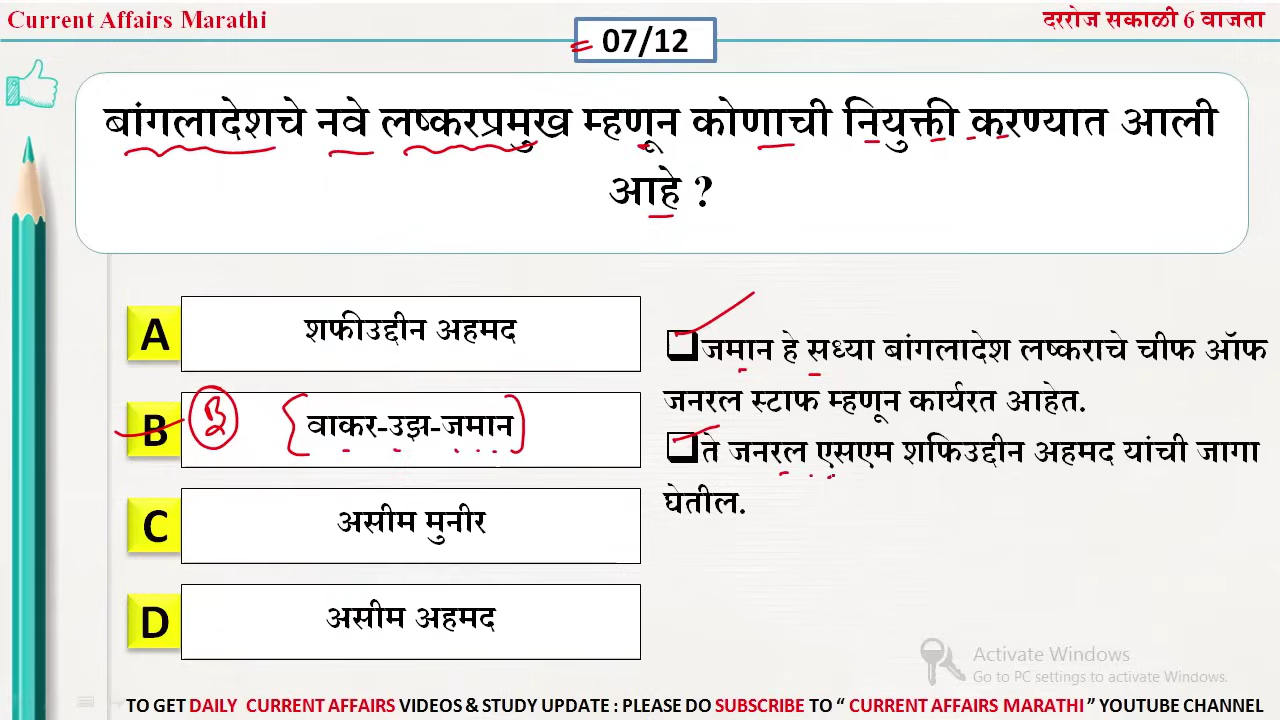 Current Affairs Marathi
07/12
दररोज सकाळी 6 वाजता
बांगलादेशचे नवे लष्करप्रमुख म्हणून कोणाची नियुक्ती करण्यात आली
आहे ?
A
शफीउद्दीन अहमद
B
B
वाकर-उझ-जमान
C
असीम मुनीर
D
असीम अहमद
जमान हे सध्या बांगलादेश लष्कराचे चीफ ऑफ
जनरल स्टाफ म्हणून कार्यरत आहेत.
ते जनरल एसएम शफिउद्दीन अहमद यांची जागा
घेतील.
Activate Windows
Go to PC settings to activate Windows.
TO GET DAILY CURRENT AFFAIRS VIDEOS & STUDY UPDATE : PLEASE DO SUBSCRIBE TO “ CURRENT AFFAIRS MARATHI ” YOUTUBE CHANNEL